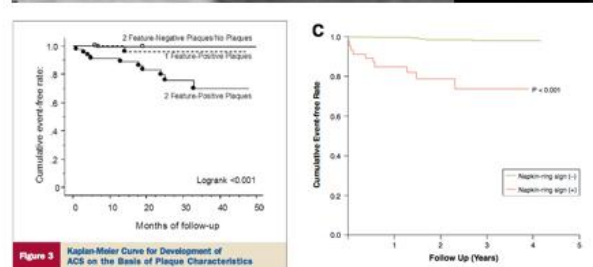 2 Feature-Negative Plaques/No Plaques
1 Feature-Positive Plaques
2 Feature-Positive Plaques
Cumulative event-free rate:
1.0
.8
.6
.4
.2
0
Logrank <0.001
0 10 20 30 40 50
Months of follow-up
Figure 3
Kaplan-Meier Curve for Development of
ACS on the Basis of Plaque Characteristics
C
Cumulative Event-free Rate
1.0
0.8
0.6
0.4
0.2
0.0
P < 0.001
Napkin-ring sign (-)
Napkin-ring sign (+)
1 2 3 4 5
Follow Up (Years)